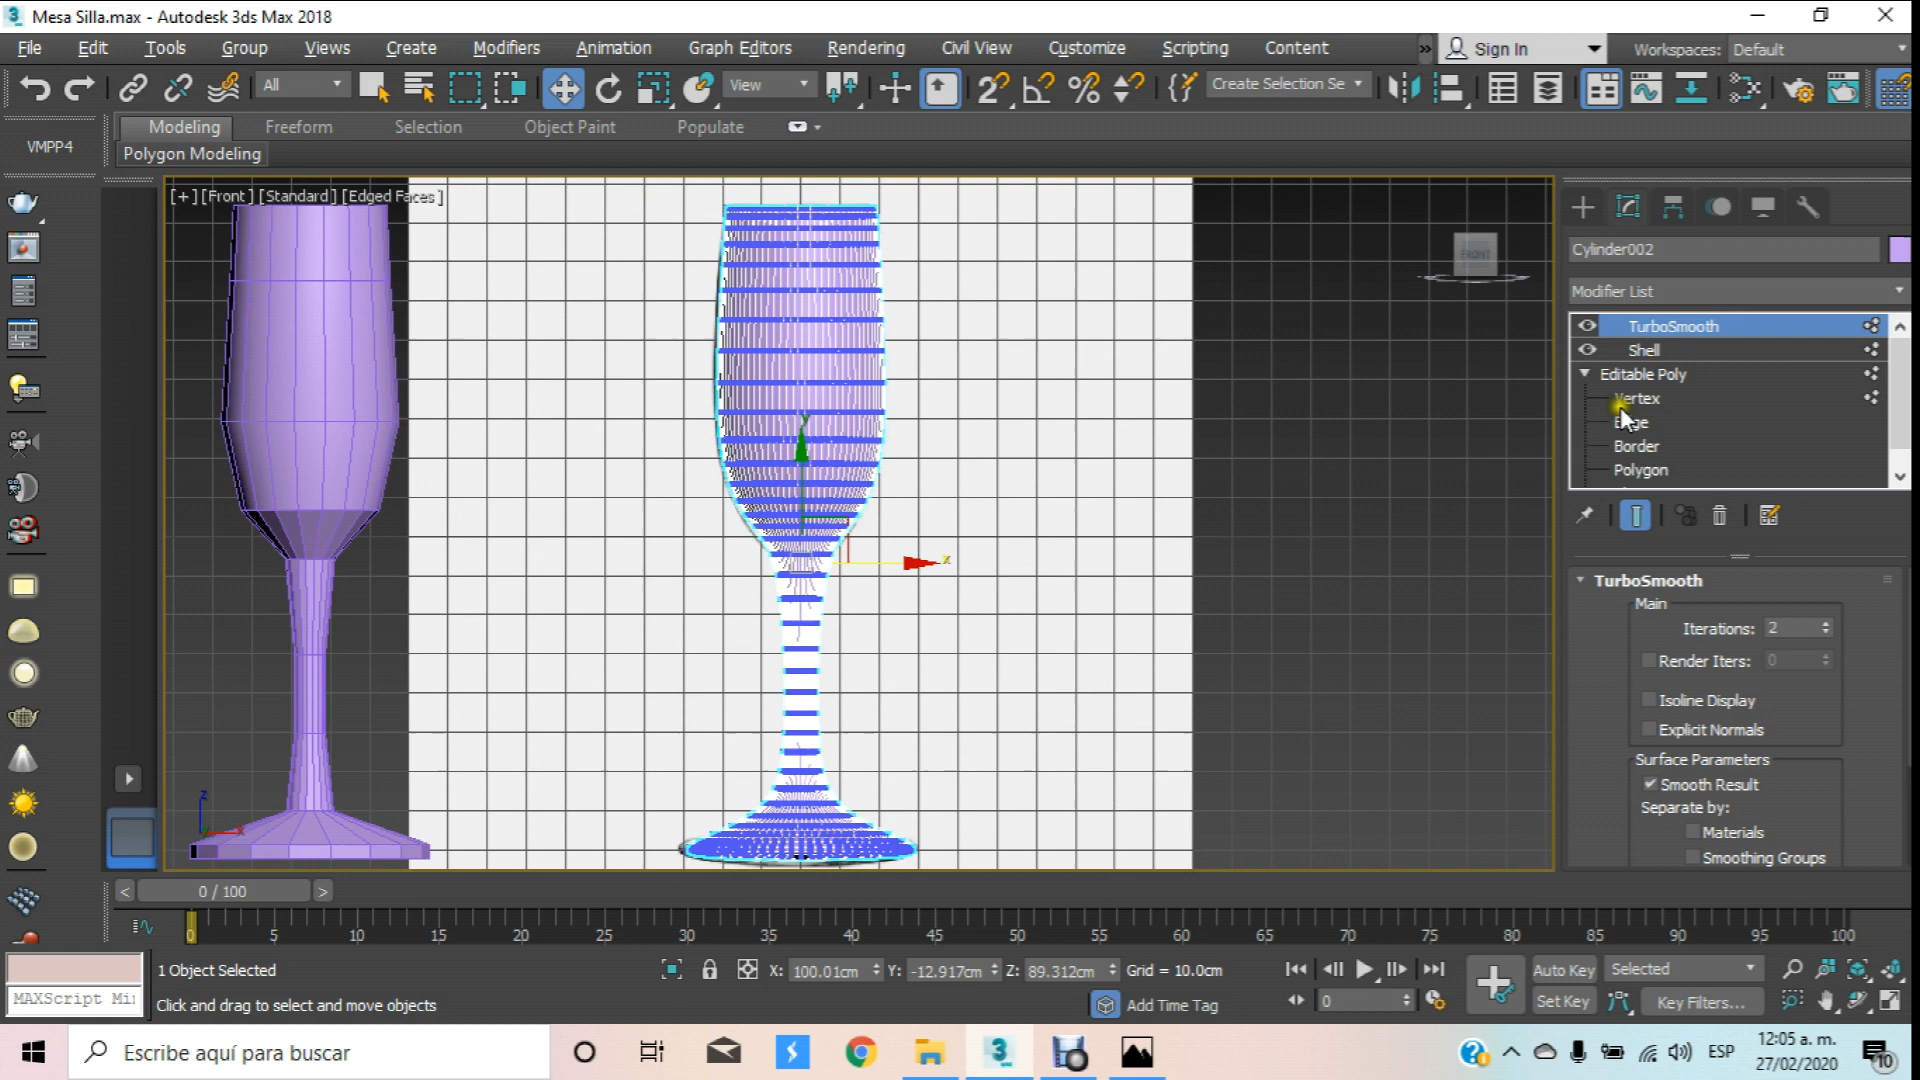 Mesa Silla.max - Autodesk 3ds Max 2018
File Edit Tools Group Views Create Modifiers Animation Graph Editors Rendering Civil View Customize Scripting Content Sign In Workspaces: Default
All View Create Selection Se
VMPP4
Modeling Freeform Selection Object Paint Populate
Polygon Modeling
[+] [Front] [Standard] [Edged Faces]
FRONT
Cylinder002
Modifier List
TurboSmooth
Shell
Editable Poly
Vertex
Edge
Border
Polygon
y
x
TurboSmooth
Main
Iterations: 2
Render Iters: 0
Isoline Display
Explicit Normals
Surface Parameters
Smooth Result
Separate by:
Materials
Smoothing Groups
z
x
< 0 / 100 >
0 5 10 15 20 25 30 35 40 45 50 55 60 65 70 75 80 85 90 95 100
1 Object Selected X: 100.01cm Y: -12.917cm Z: 89.312cm Grid = 10.0cm Auto Key Selected
MAXScript Mi Click and drag to select and move objects Add Time Tag 0 Set Key Key Filters...
Escribe aquí para buscar
3
ESP
12:05 a. m.
27/02/2020
10